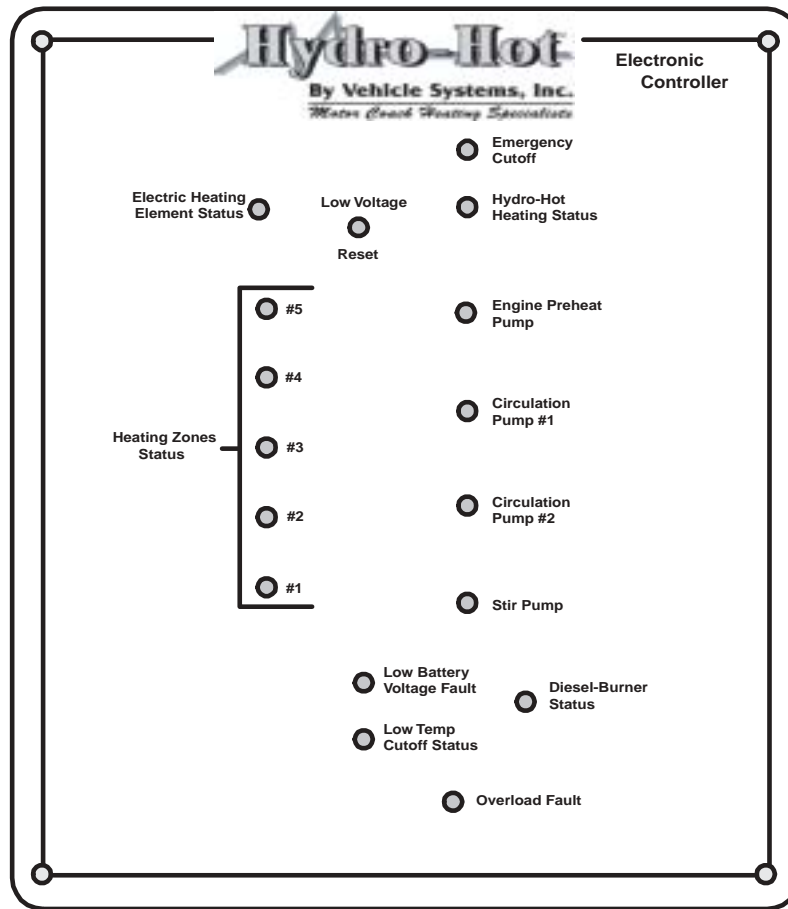 Hydro-Hot
By Vehicle Systems, Inc.
Motor Coach Heating Specialists
Electronic
Controller
Emergency
Cutoff
Electric Heating
Element Status
Low Voltage
Reset
Hydro-Hot
Heating Status
#5
Engine Preheat
Pump
#4
Circulation
Pump #1
Heating Zones
Status
#3
#2
Circulation
Pump #2
#1
Stir Pump
Low Battery
Voltage Fault
Diesel-Burner
Status
Low Temp
Cutoff Status
Overload Fault